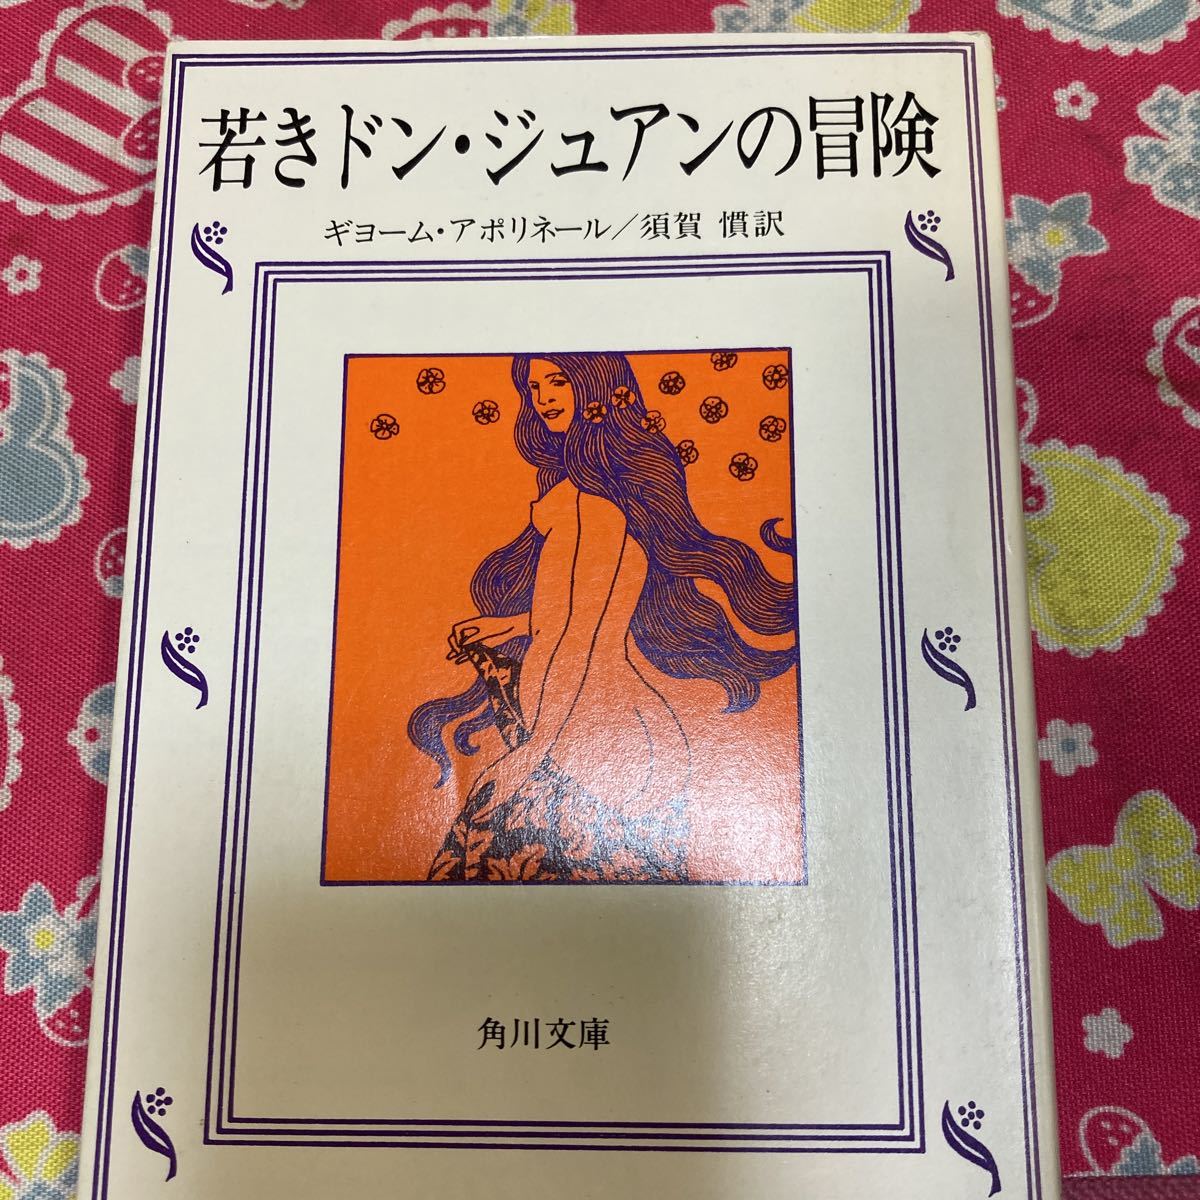 若きドン・ジュアンの冒険
ギヨーム・アポリネール／須賀 慣訳
角川文庫